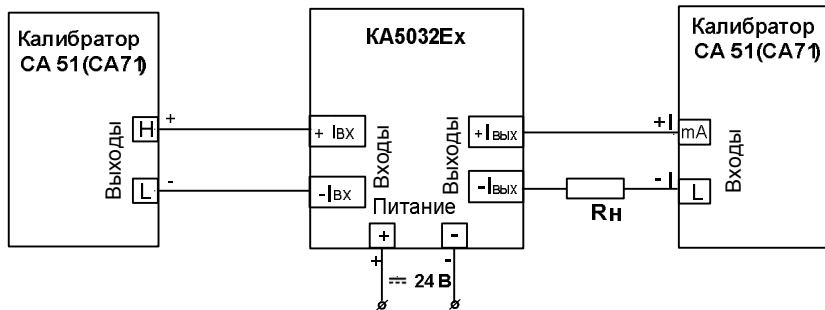 Калибратор
СА 51(СА71)
Выходы
H
+
L
-
КА5032Ех
+ Iвх
-Iвх
Входы
Выходы
+Iвых
-Iвых
Питание
+
-
+
-
24 В
Rн
+I
-I
Калибратор
СА 51(СА71)
mA
L
Входы